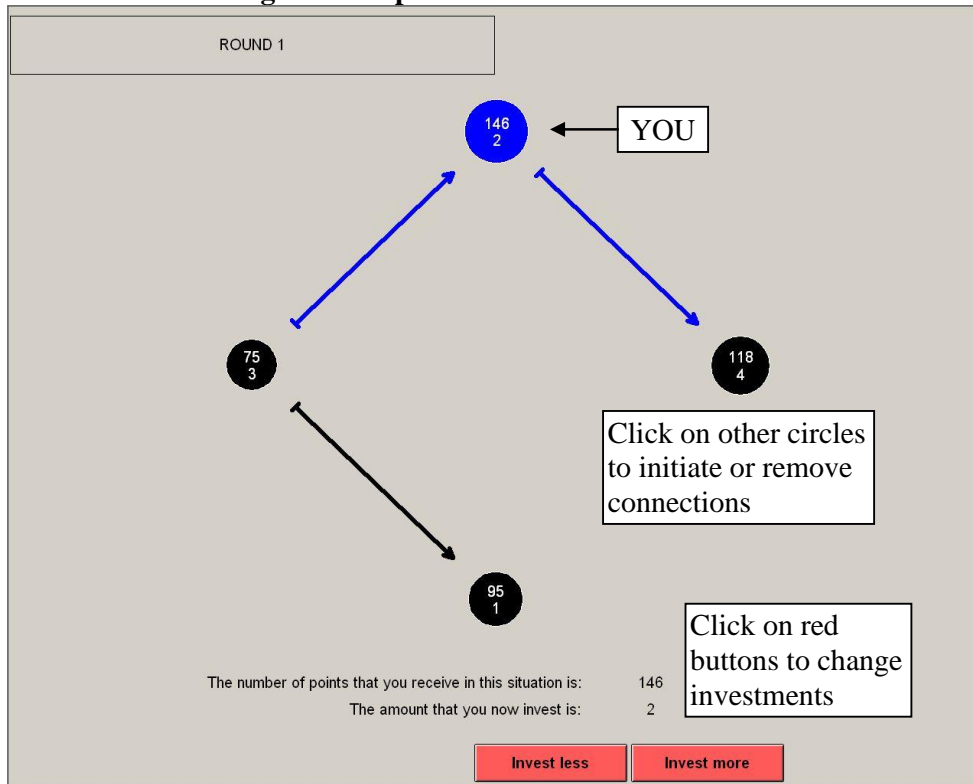 ROUND 1
146
2
YOU
75
3
118
4
Click on other circles
to initiate or remove
connections
95
1
Click on red
buttons to change
investments
The number of points that you receive in this situation is: 146
The amount that you now invest is: 2
Invest less Invest more